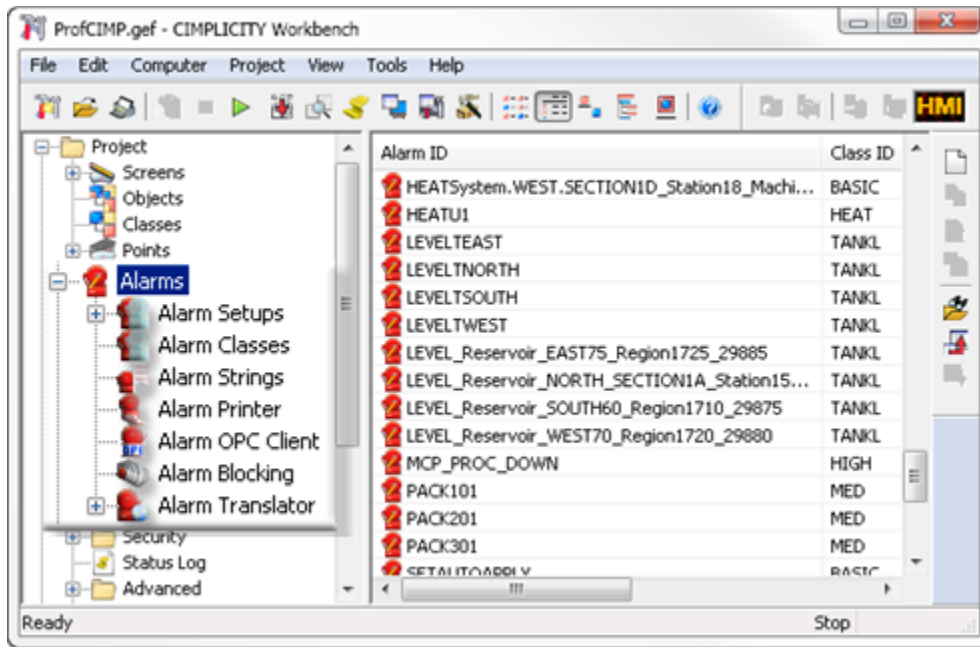 ProfCIMP.gef - CIMPLICITY Workbench
File Edit Computer Project View Tools Help
HMI
Project
Screens
Objects
Classes
Points
Alarms
Alarm Setups
Alarm Classes
Alarm Strings
Alarm Printer
Alarm OPC Client
Alarm Blocking
Alarm Translator
Security
Status Log
Advanced
Alarm ID Class ID
HEATSystem.WEST.SECTION1D_Station18_Machi... BASIC
HEATU1 HEAT
LEVELTEAST TANKL
LEVELTNORTH TANKL
LEVELTSOUTH TANKL
LEVELTWEST TANKL
LEVEL_Reservoir_EAST75_Region1725_29885 TANKL
LEVEL_Reservoir_NORTH_SECTION1A_Station15... TANKL
LEVEL_Reservoir_SOUTH60_Region1710_29875 TANKL
LEVEL_Reservoir_WEST70_Region1720_29880 TANKL
MCP_PROC_DOWN HIGH
PACK101 MED
PACK201 MED
PACK301 MED
SETAUTOAPPLY BASIC
Ready Stop